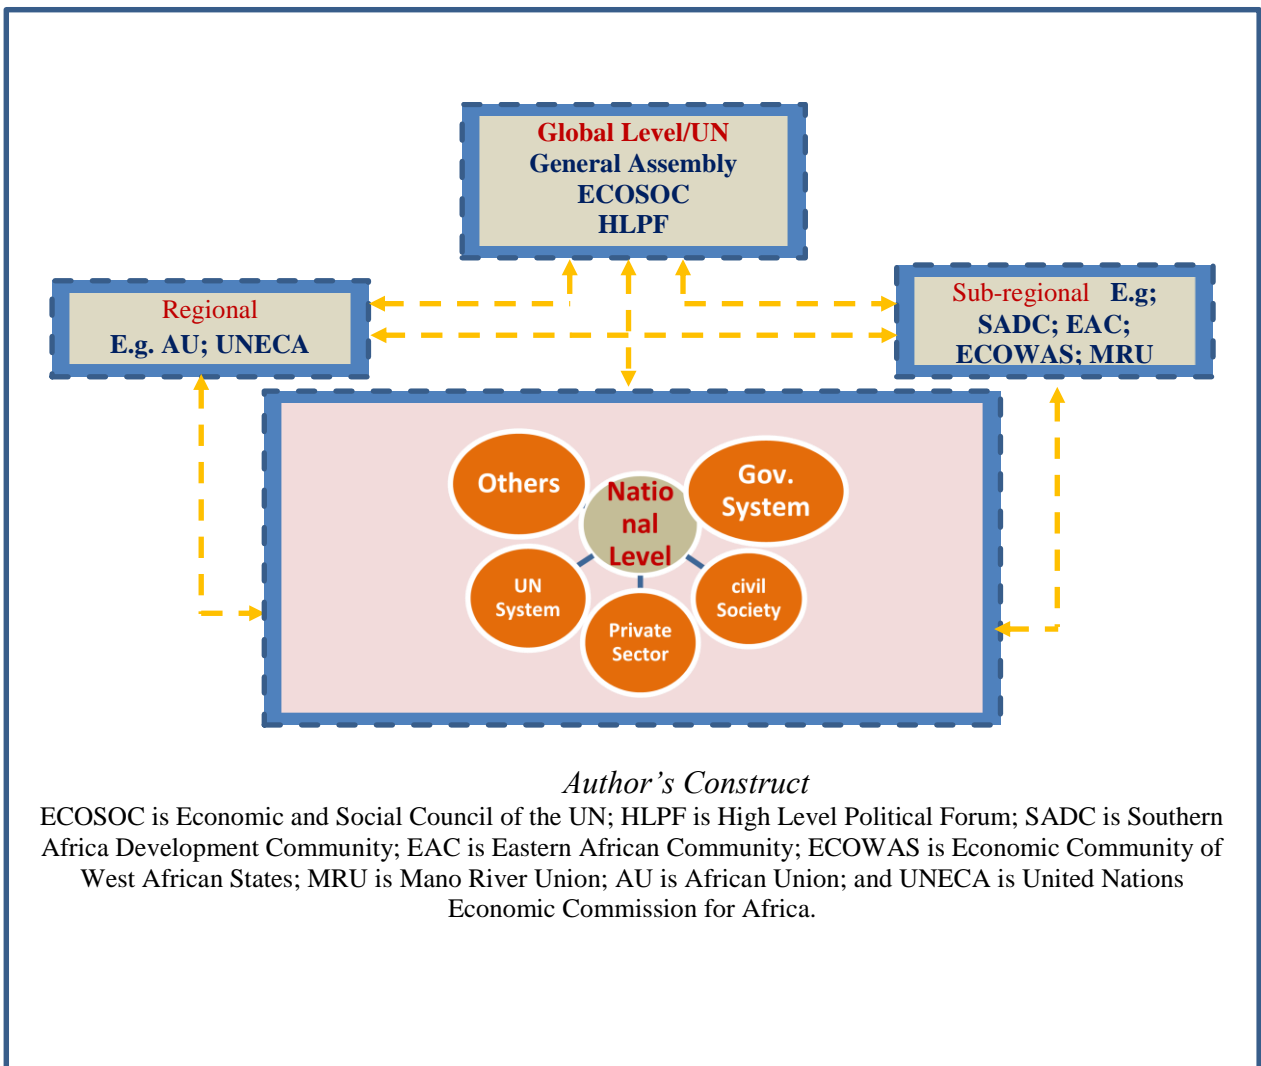 Global Level/UN
General Assembly
ECOSOC
HLPF
Regional
E.g. AU; UNECA
Sub-regional E.g;
SADC; EAC;
ECOWAS; MRU
Others
Natio
nal
Level
Gov.
System
UN
System
Private
Sector
civil
Society
Author’s Construct
ECOSOC is Economic and Social Council of the UN; HLPF is High Level Political Forum; SADC is Southern
Africa Development Community; EAC is Eastern African Community; ECOWAS is Economic Community of
West African States; MRU is Mano River Union; AU is African Union; and UNECA is United Nations
Economic Commission for Africa.